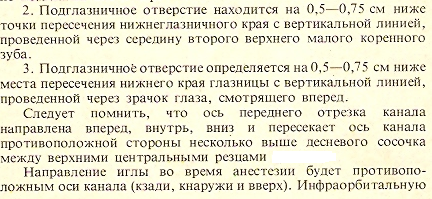 2. Подглазничное отверстие находится на 0,5—0,75 см ниже
точки пересечения нижнеглазничного края с вертикальной линией,
проведенной через середину второго верхнего малого коренного
зуба.
3. Подглазничное отверстие определяется на 0,5—0,75 см ниже
места пересечения нижнего края глазницы с вертикальной линией,
проведенной через зрачок глаза, смотрящего вперед.
Следует помнить, что ось переднего отрезка канала
направлена вперед, внутрь, вниз и пересекает ось канала
противоположной стороны несколько выше десневого сосочка
между верхними центральными резцами
Направление иглы во время анестезии будет противопо-
ложным оси канала (кзади, кнаружи и вверх). Инфраорбитальную